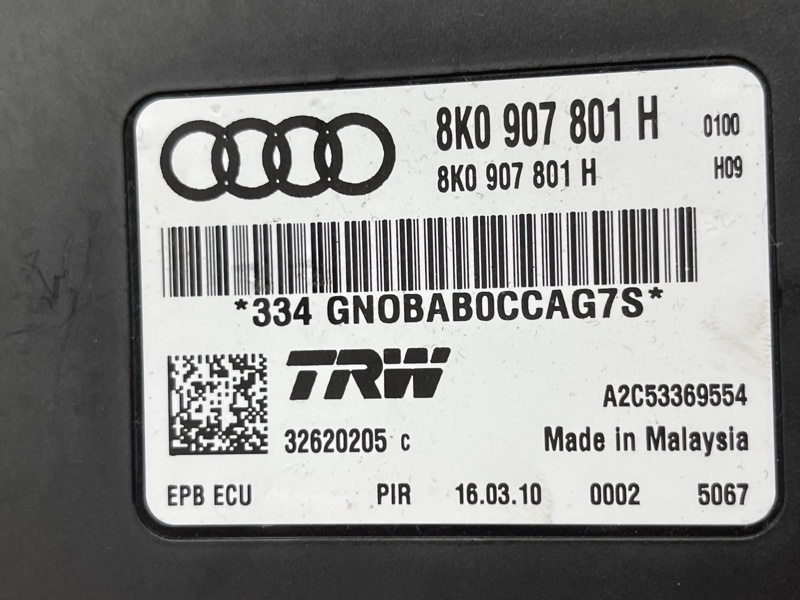 8K0 907 801 H 0100
8K0 907 801 H H09
*334 GN0BAB0CCAG7S*
TRW
A2C53369554
32620205 c Made in Malaysia
EPB ECU PIR 16.03.10 0002 5067